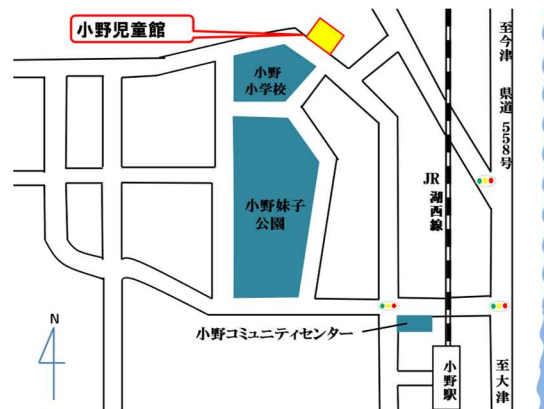 小野児童館
至今津
県道
558号
小野
小学校
JR
湖西線
小野妹子
公園
N
小野コミュニティセンター
小野駅
至大津